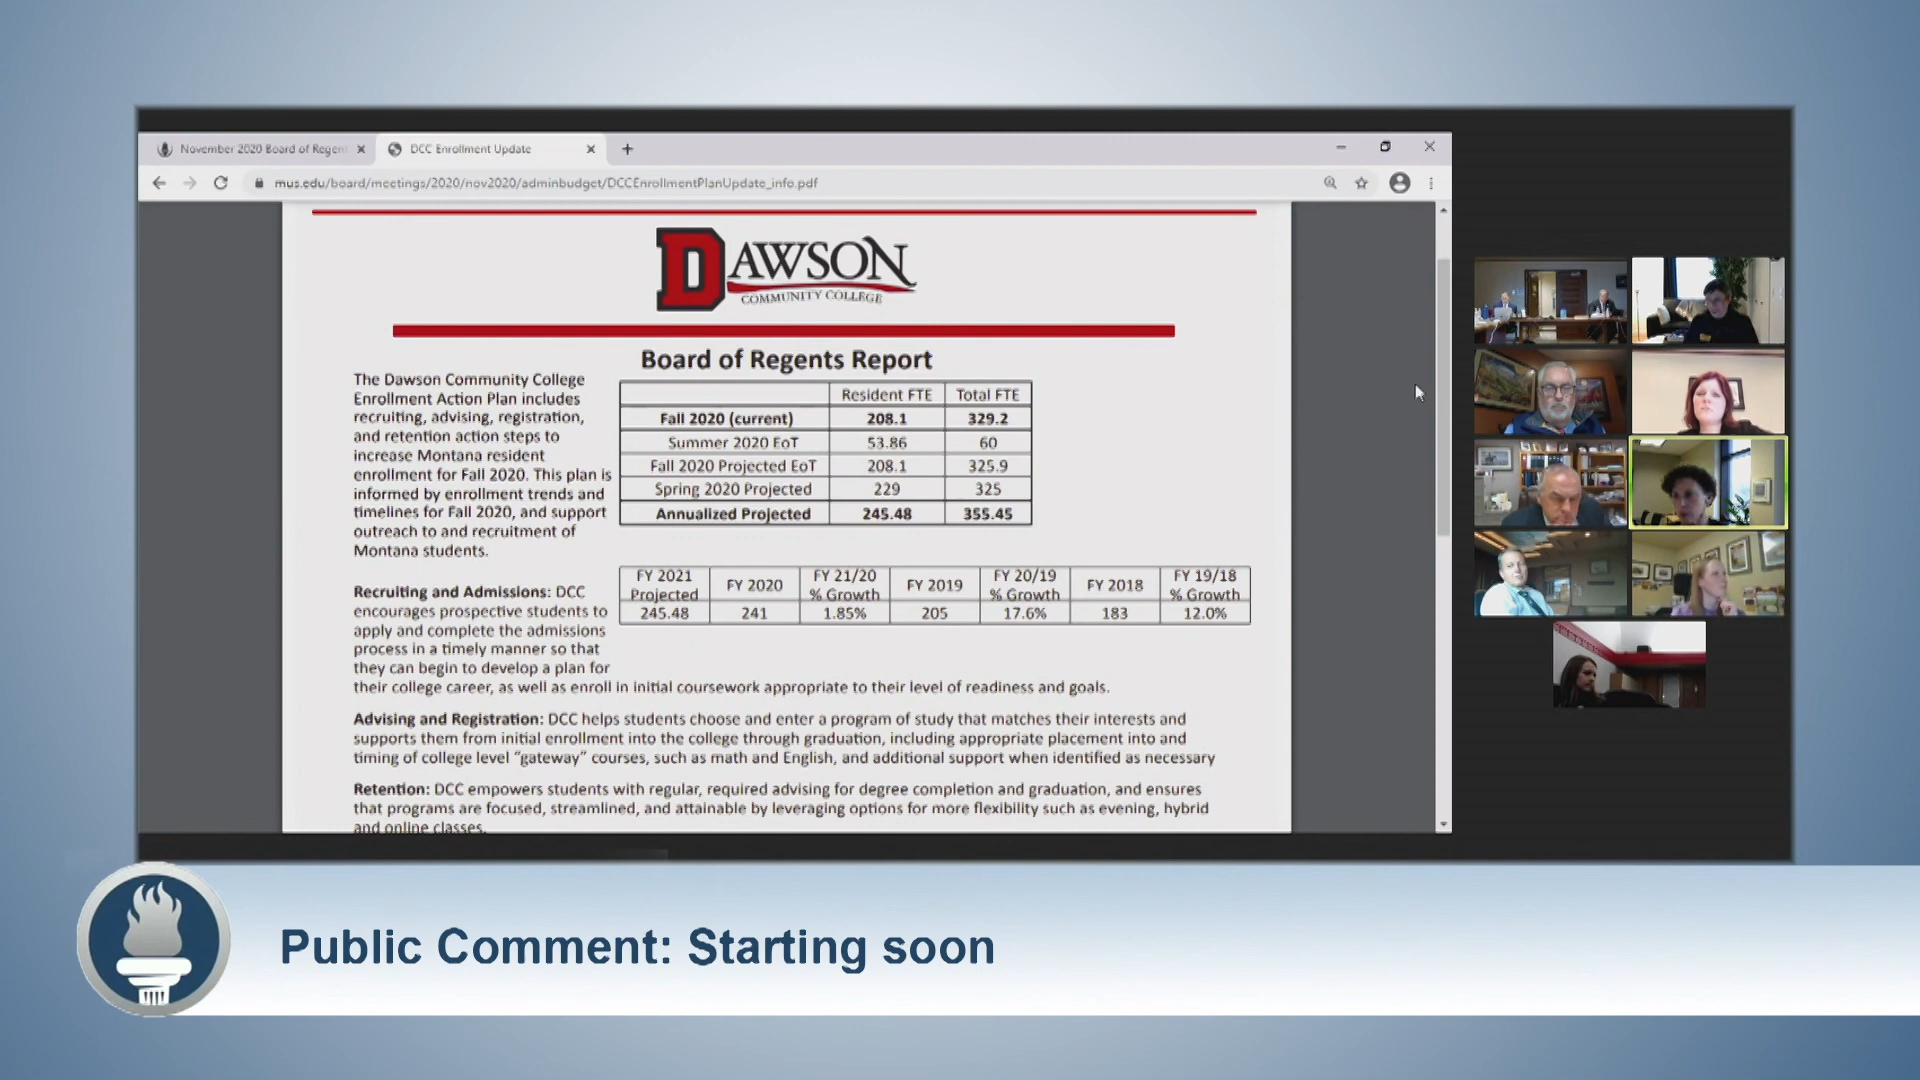 November 2020 Board of Regen
DCC Enrollment Update
mus.edu/board/meetings/2020/nov2020/adminbudget/DCCEnrollmentPlanUpdate_info.pdf
DAWSON
COMMUNITY COLLEGE
Board of Regents Report
The Dawson Community College
Enrollment Action Plan includes
recruiting, advising, registration,
and retention action steps to
increase Montana resident
enrollment for Fall 2020. This plan is
informed by enrollment trends and
timelines for Fall 2020, and support
outreach to and recruitment of
Montana students.
Resident FTE Total FTE
Fall 2020 (current) 208.1 329.2
Summer 2020 EoT 53.86 60
Fall 2020 Projected EoT 208.1 325.9
Spring 2020 Projected 229 325
Annualized Projected 245.48 355.45
FY 2021 Projected FY 2020 FY 21/20 % Growth FY 2019 FY 20/19 % Growth FY 2018 FY 19/18 % Growth
245.48 241 1.85% 205 17.6% 183 12.0%
Recruiting and Admissions: DCC
encourages prospective students to
apply and complete the admissions
process in a timely manner so that
they can begin to develop a plan for
their college career, as well as enroll in initial coursework appropriate to their level of readiness and goals.
Advising and Registration: DCC helps students choose and enter a program of study that matches their interests and
supports them from initial enrollment into the college through graduation, including appropriate placement into and
timing of college level “gateway” courses, such as math and English, and additional support when identified as necessary
Retention: DCC empowers students with regular, required advising for degree completion and graduation, and ensures
that programs are focused, streamlined, and attainable by leveraging options for more flexibility such as evening, hybrid
and online classes.
Public Comment: Starting soon